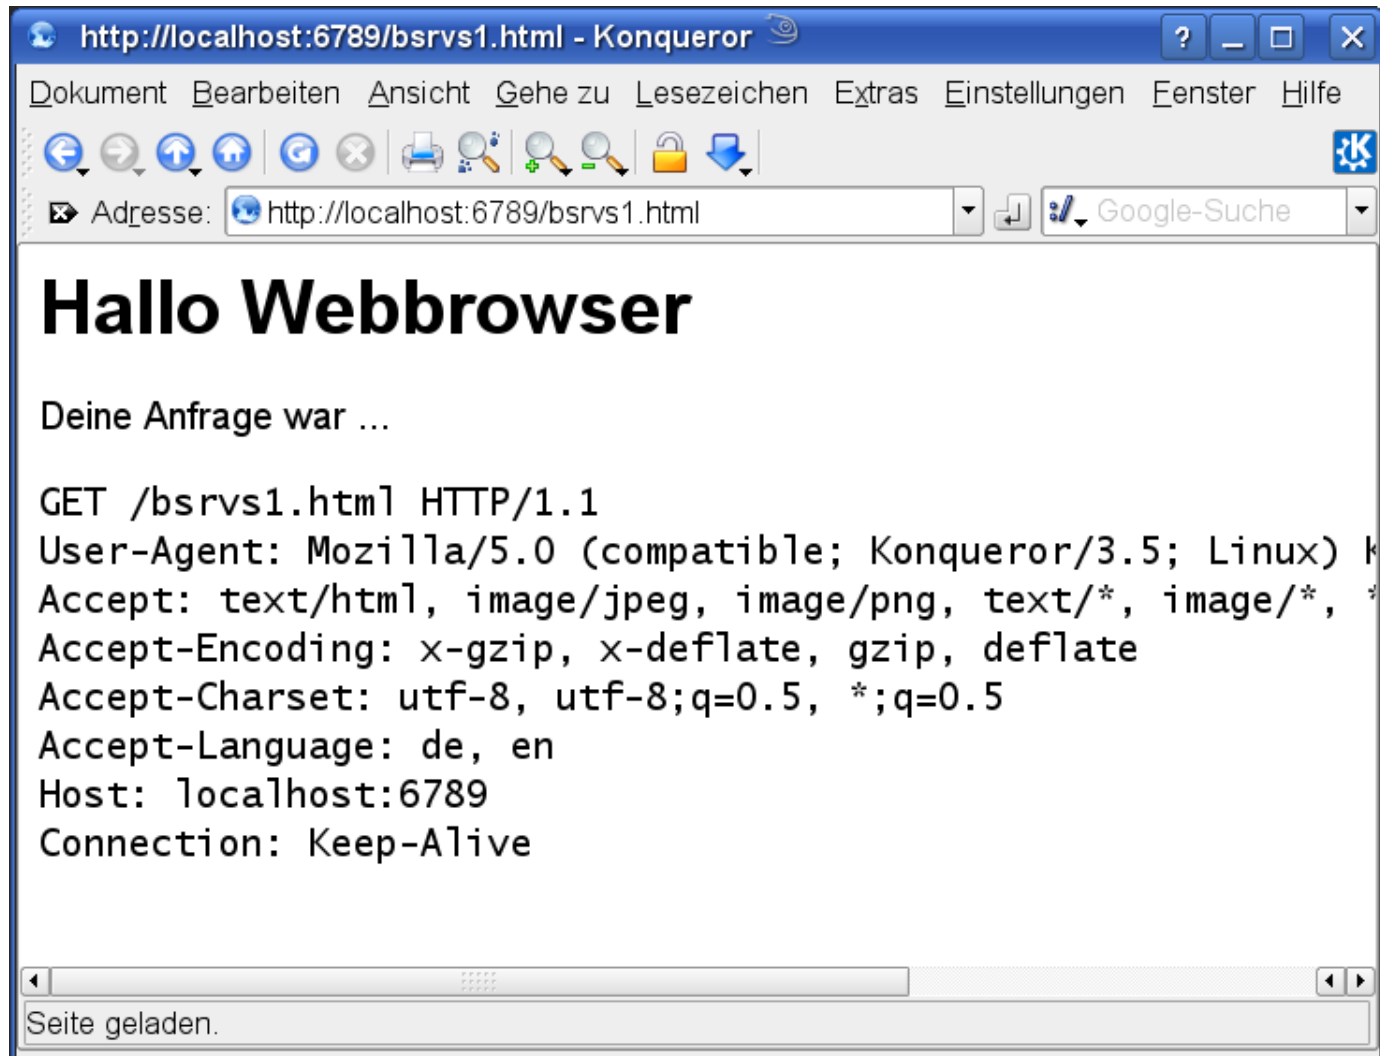 http://localhost:6789/bsrvs1.html - Konqueror
Dokument Bearbeiten Ansicht Gehe zu Lesezeichen Extras Einstellungen Fenster Hilfe
Adresse: http://localhost:6789/bsrvs1.html Google-Suche
Hallo Webbrowser
Deine Anfrage war ...
GET /bsrvs1.html HTTP/1.1
User-Agent: Mozilla/5.0 (compatible; Konqueror/3.5; Linux)
Accept: text/html, image/jpeg, image/png, text/*, image/*,
Accept-Encoding: x-gzip, x-deflate, gzip, deflate
Accept-Charset: utf-8, utf-8;q=0.5, *;q=0.5
Accept-Language: de, en
Host: localhost:6789
Connection: Keep-Alive
Seite geladen.